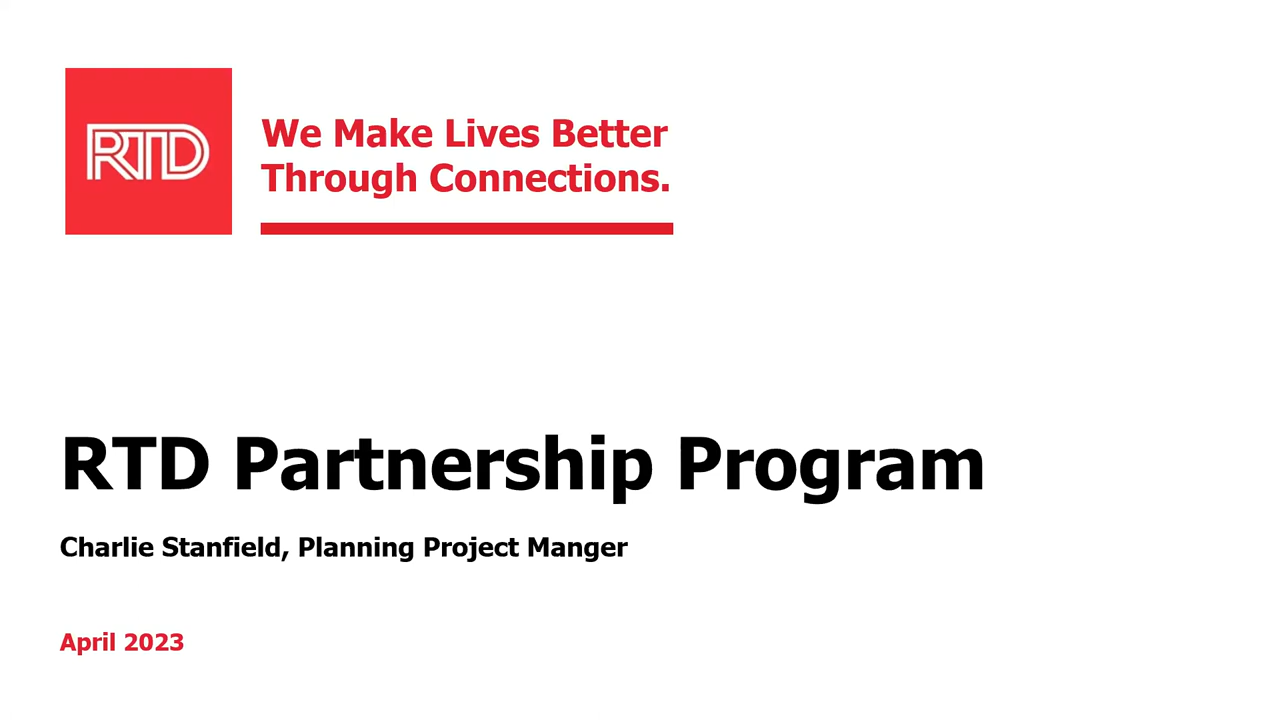 RTD
We Make Lives Better
Through Connections.
RTD Partnership Program
Charlie Stanfield, Planning Project Manger
April 2023